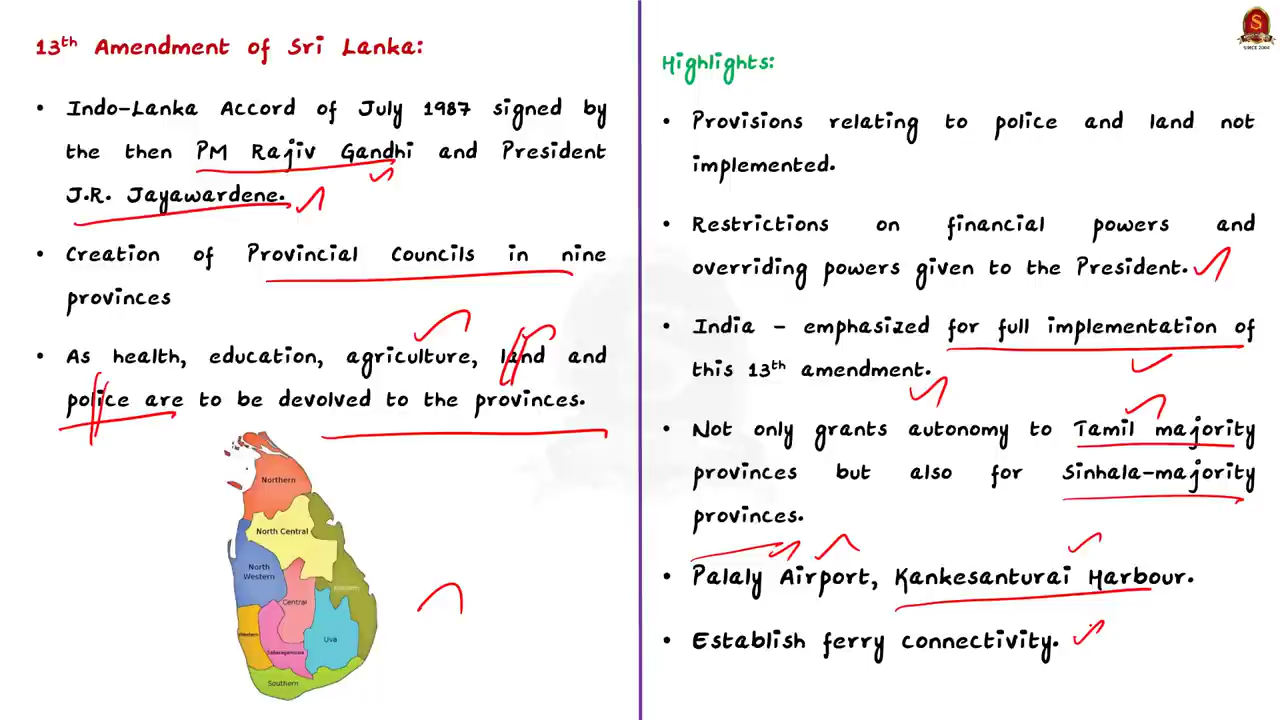 13th Amendment of Sri Lanka:
• Indo-Lanka Accord of July 1987 signed by
the then PM Rajiv Gandhi and President
J.R. Jayawardene.
• Creation of Provincial Councils in nine
provinces
• As health, education, agriculture, land and
police are to be devolved to the provinces.
Northern
North Central
North
Western
Eastern
Central
Western
Uva
Sabaragamuwa
Southern
Highlights:
• Provisions relating to police and land not
implemented.
• Restrictions on financial powers and
overriding powers given to the President.
• India - emphasized for full implementation of
this 13th amendment.
• Not only grants autonomy to Tamil majority
provinces but also for Sinhala-majority
provinces.
• Palaly Airport, Kankesanturai Harbour.
• Establish ferry connectivity.
S
SINCE 2004